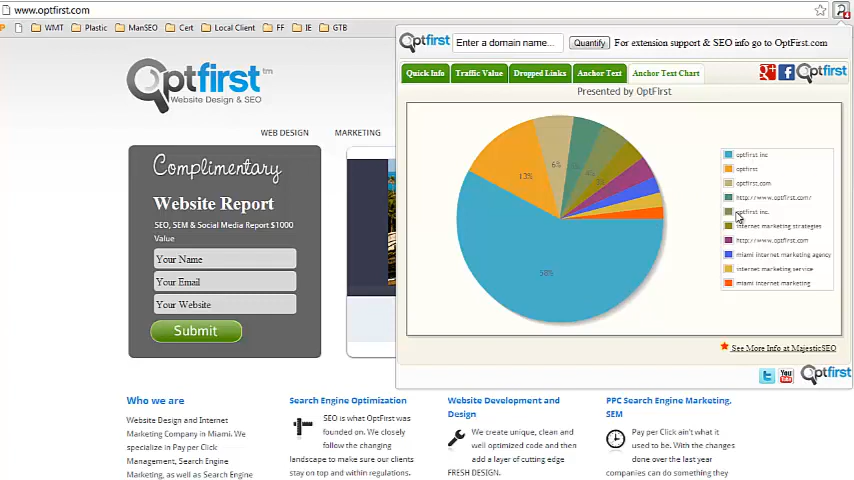 www.optfirst.com
WMT
Plastic
ManSEO
Cert
Local Client
FF
IE
GTB
Optfirst
Enter a domain name...
Quantify
For extension support & SEO info go to OptFirst.com
Quick Info
Traffic Value
Dropped Links
Anchor Text
Anchor Text Chart
Optfirst
Presented by OptFirst
Optfirst™
Website Design & SEO
WEB DESIGN
MARKETING
Complimentary
Website Report
SEO, SEM & Social Media Report $1000
Value
Your Name
Your Email
Your Website
Submit
58%
13%
6%
optfirst inc
optfirst
optfirst.com
http://www.optfirst.com/
optfirst inc.
internet marketing strategies
http://www.optfirst.com
miami internet marketing agency
internet marketing service
miami internet marketing
See More Info at MajesticSEO
You Tube
Optfirst
Who we are
Website Design and Internet
Marketing Company in Miami. We
specialize in Pay per Click
Management, Search Engine
Marketing, as well as Search Engine
Search Engine Optimization
SEO is what OptFirst was
founded on. We closely
follow the changing
landscape to make sure our clients
stay on top and within regulations.
Website Development and
Design
We create unique, clean and
well optimized code and then
add a layer of cutting edge
FRESH DESIGN.
PPC Search Engine Marketing,
SEM
Pay per Click ain't what it
used to be. With the changes
done over the last year
companies can do something they